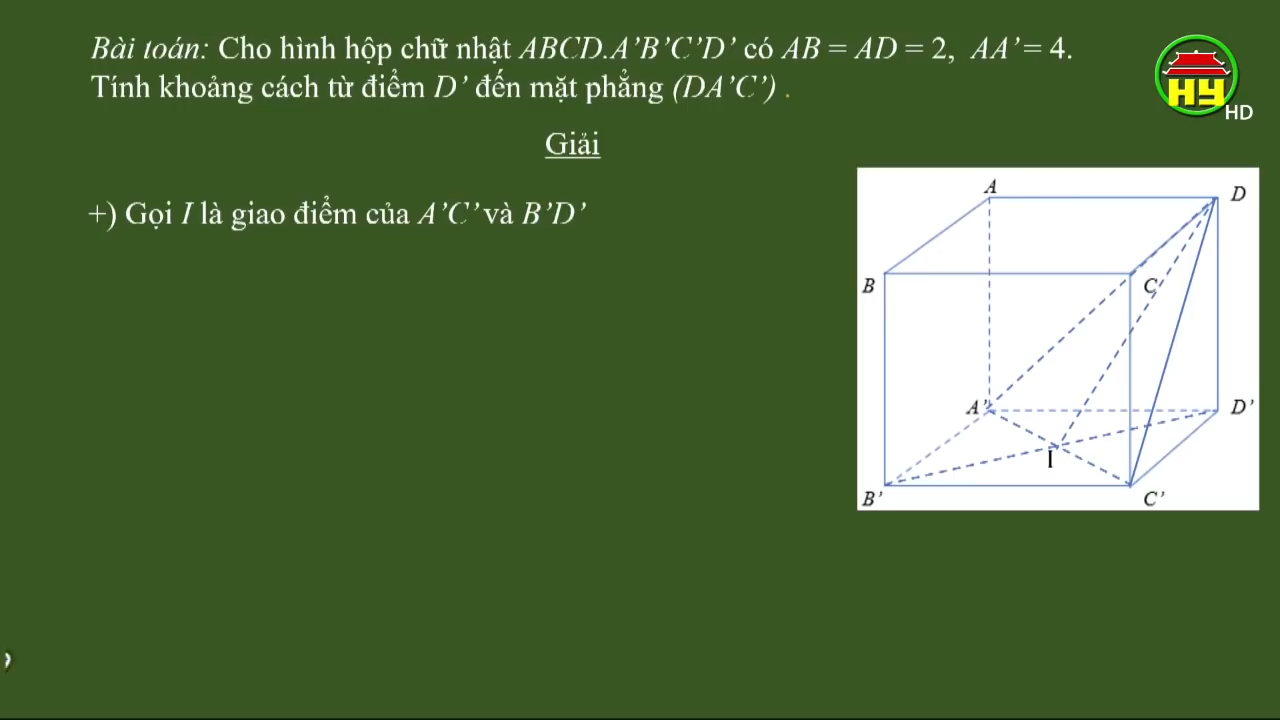 Bài toán: Cho hình hộp chữ nhật ABCD.A’B’C’D’ có AB = AD = 2, AA’ = 4.
Tính khoảng cách từ điểm D’ đến mặt phẳng (DA’C’) .
HY
HD
Giải
+) Gọi I là giao điểm của A’C’ và B’D’
A
D
B
C
A’
D’
I
B’
C’